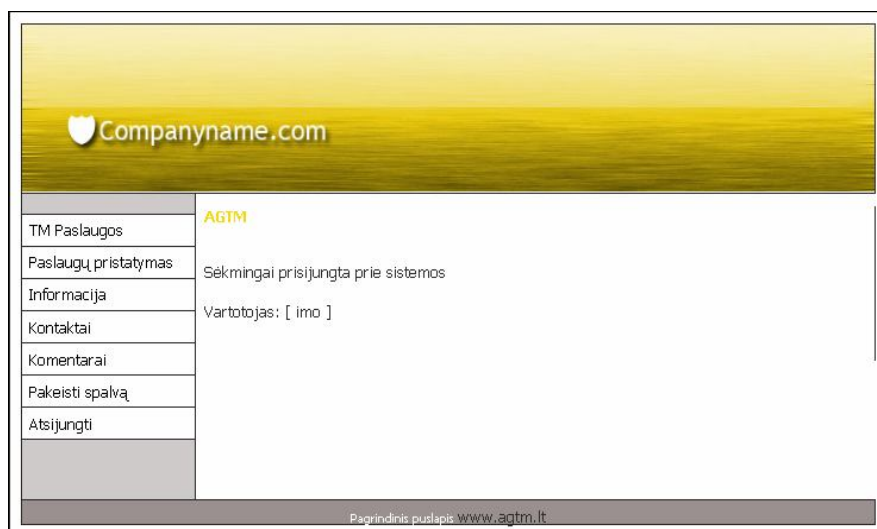 Companyname.com
AGTM
TM Paslaugos
Paslaugų pristatymas
Informacija
Kontaktai
Komentarai
Pakeisti spalvą
Atsijungti
Sėkmingai prisijungta prie sistemos
Vartotojas: [ imo ]
Pagrindinis puslapis www.agtm.lt